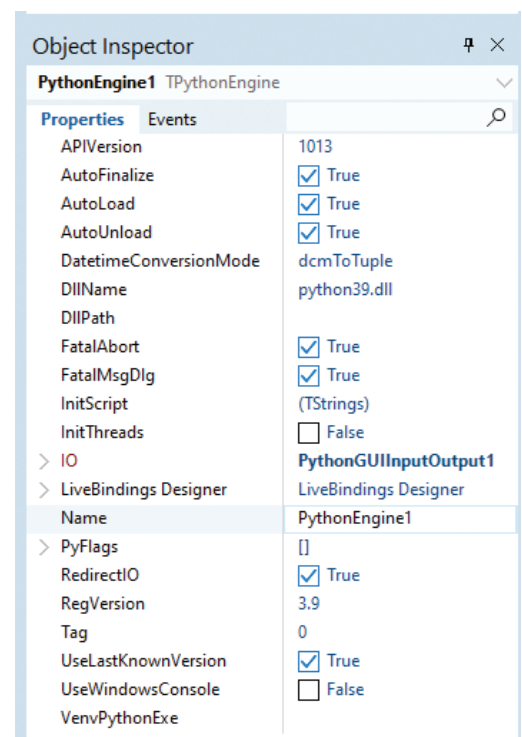 Object Inspector
PythonEngine1 TPythonEngine
Properties Events
APIVersion 1013
AutoFinalize True
AutoLoad True
AutoUnload True
DatetimeConversionMode dcmToTuple
DllName python39.dll
DllPath
FatalAbort True
FatalMsgDlg True
InitScript (TStrings)
InitThreads False
IO PythonGUIInputOutput1
LiveBindings Designer LiveBindings Designer
Name PythonEngine1
PyFlags []
RedirectIO True
RegVersion 3.9
Tag 0
UseLastKnownVersion True
UseWindowsConsole False
VenvPythonExe